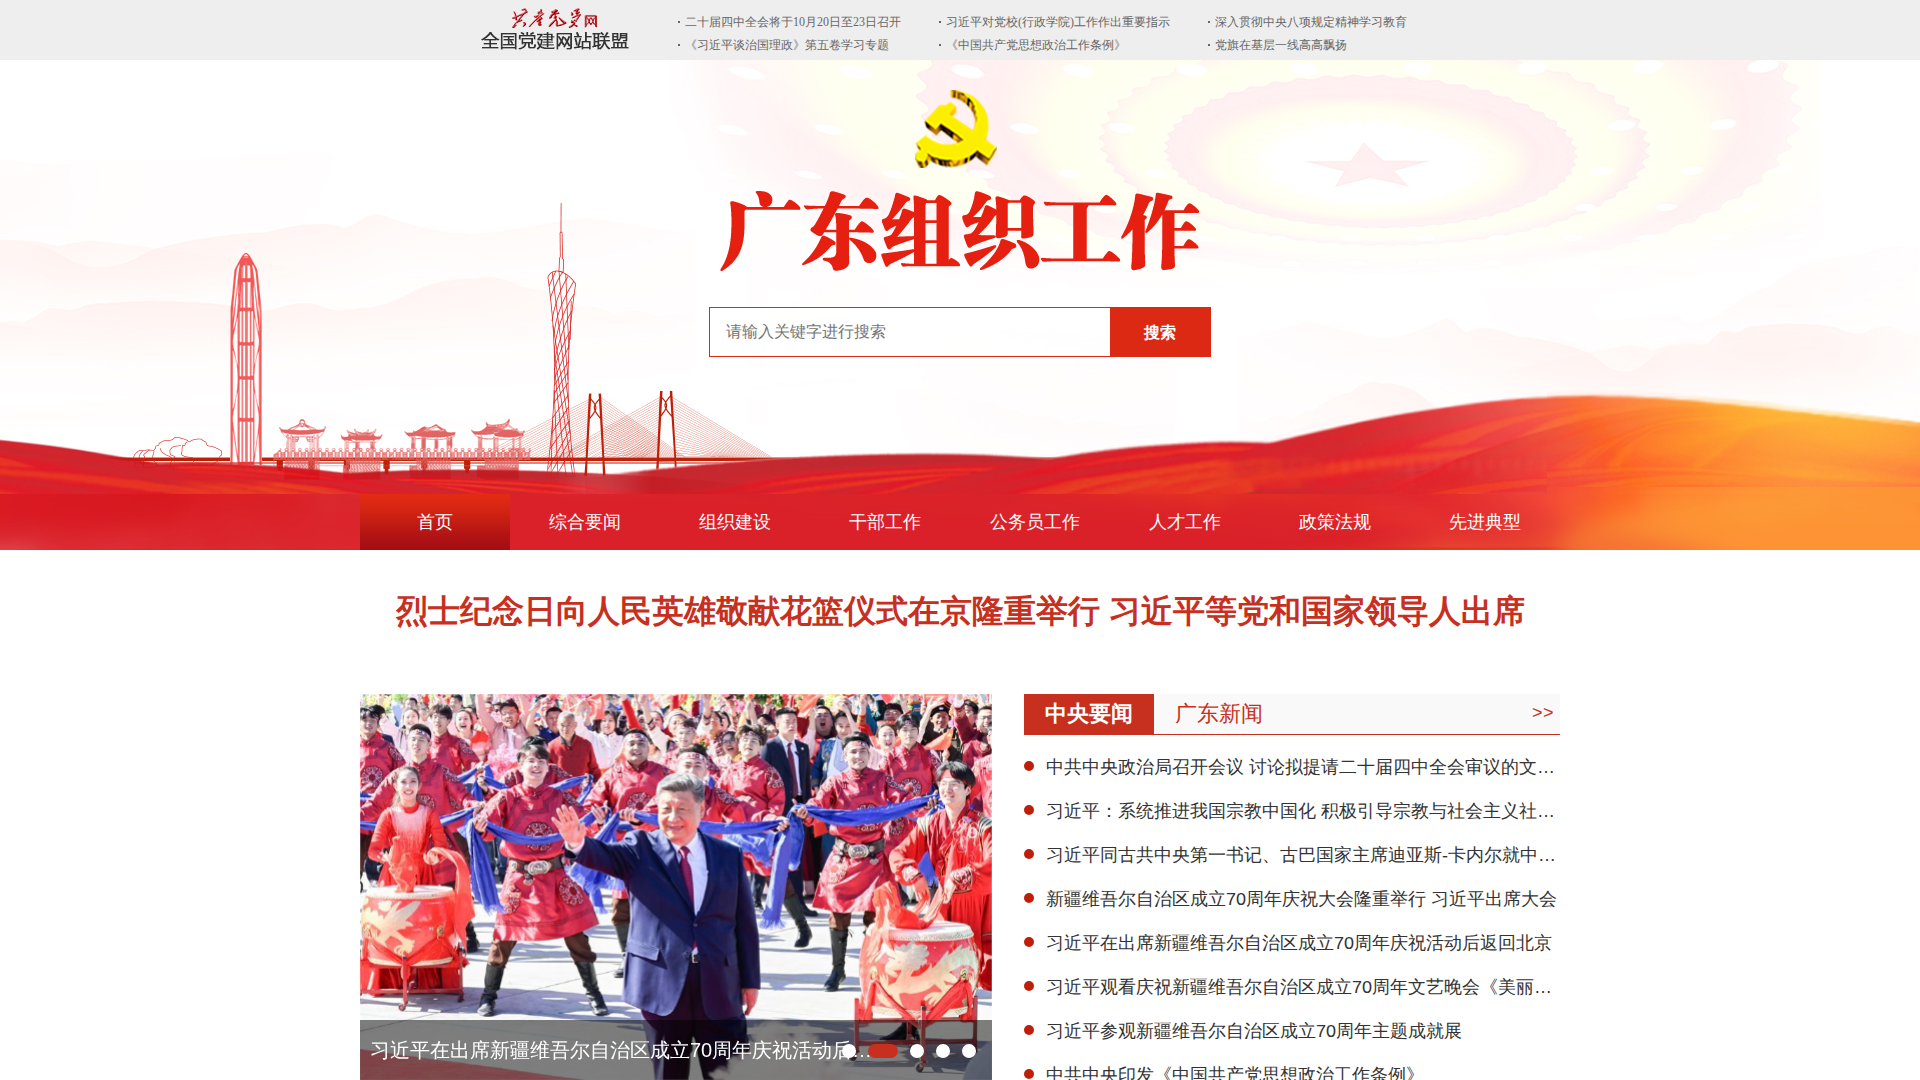 共产党员网
全国党建网站联盟
· 二十届四中全会将于10月20日至23日召开
· 习近平对党校(行政学院)工作作出重要指示
· 深入贯彻中央八项规定精神学习教育
· 《习近平谈治国理政》第五卷学习专题
· 《中国共产党思想政治工作条例》
· 党旗在基层一线高高飘扬
广东组织工作
请输入关键字进行搜索
搜索
首页
综合要闻
组织建设
干部工作
公务员工作
人才工作
政策法规
先进典型
烈士纪念日向人民英雄敬献花篮仪式在京隆重举行 习近平等党和国家领导人出席
习近平在出席新疆维吾尔自治区成立70周年庆祝活动后…
中央要闻
广东新闻
>>
中共中央政治局召开会议 讨论拟提请二十届四中全会审议的文…
习近平：系统推进我国宗教中国化 积极引导宗教与社会主义社…
习近平同古共中央第一书记、古巴国家主席迪亚斯-卡内尔就中…
新疆维吾尔自治区成立70周年庆祝大会隆重举行 习近平出席大会
习近平在出席新疆维吾尔自治区成立70周年庆祝活动后返回北京
习近平观看庆祝新疆维吾尔自治区成立70周年文艺晚会《美丽…
习近平参观新疆维吾尔自治区成立70周年主题成就展
中共中央印发《中国共产党思想政治工作条例》